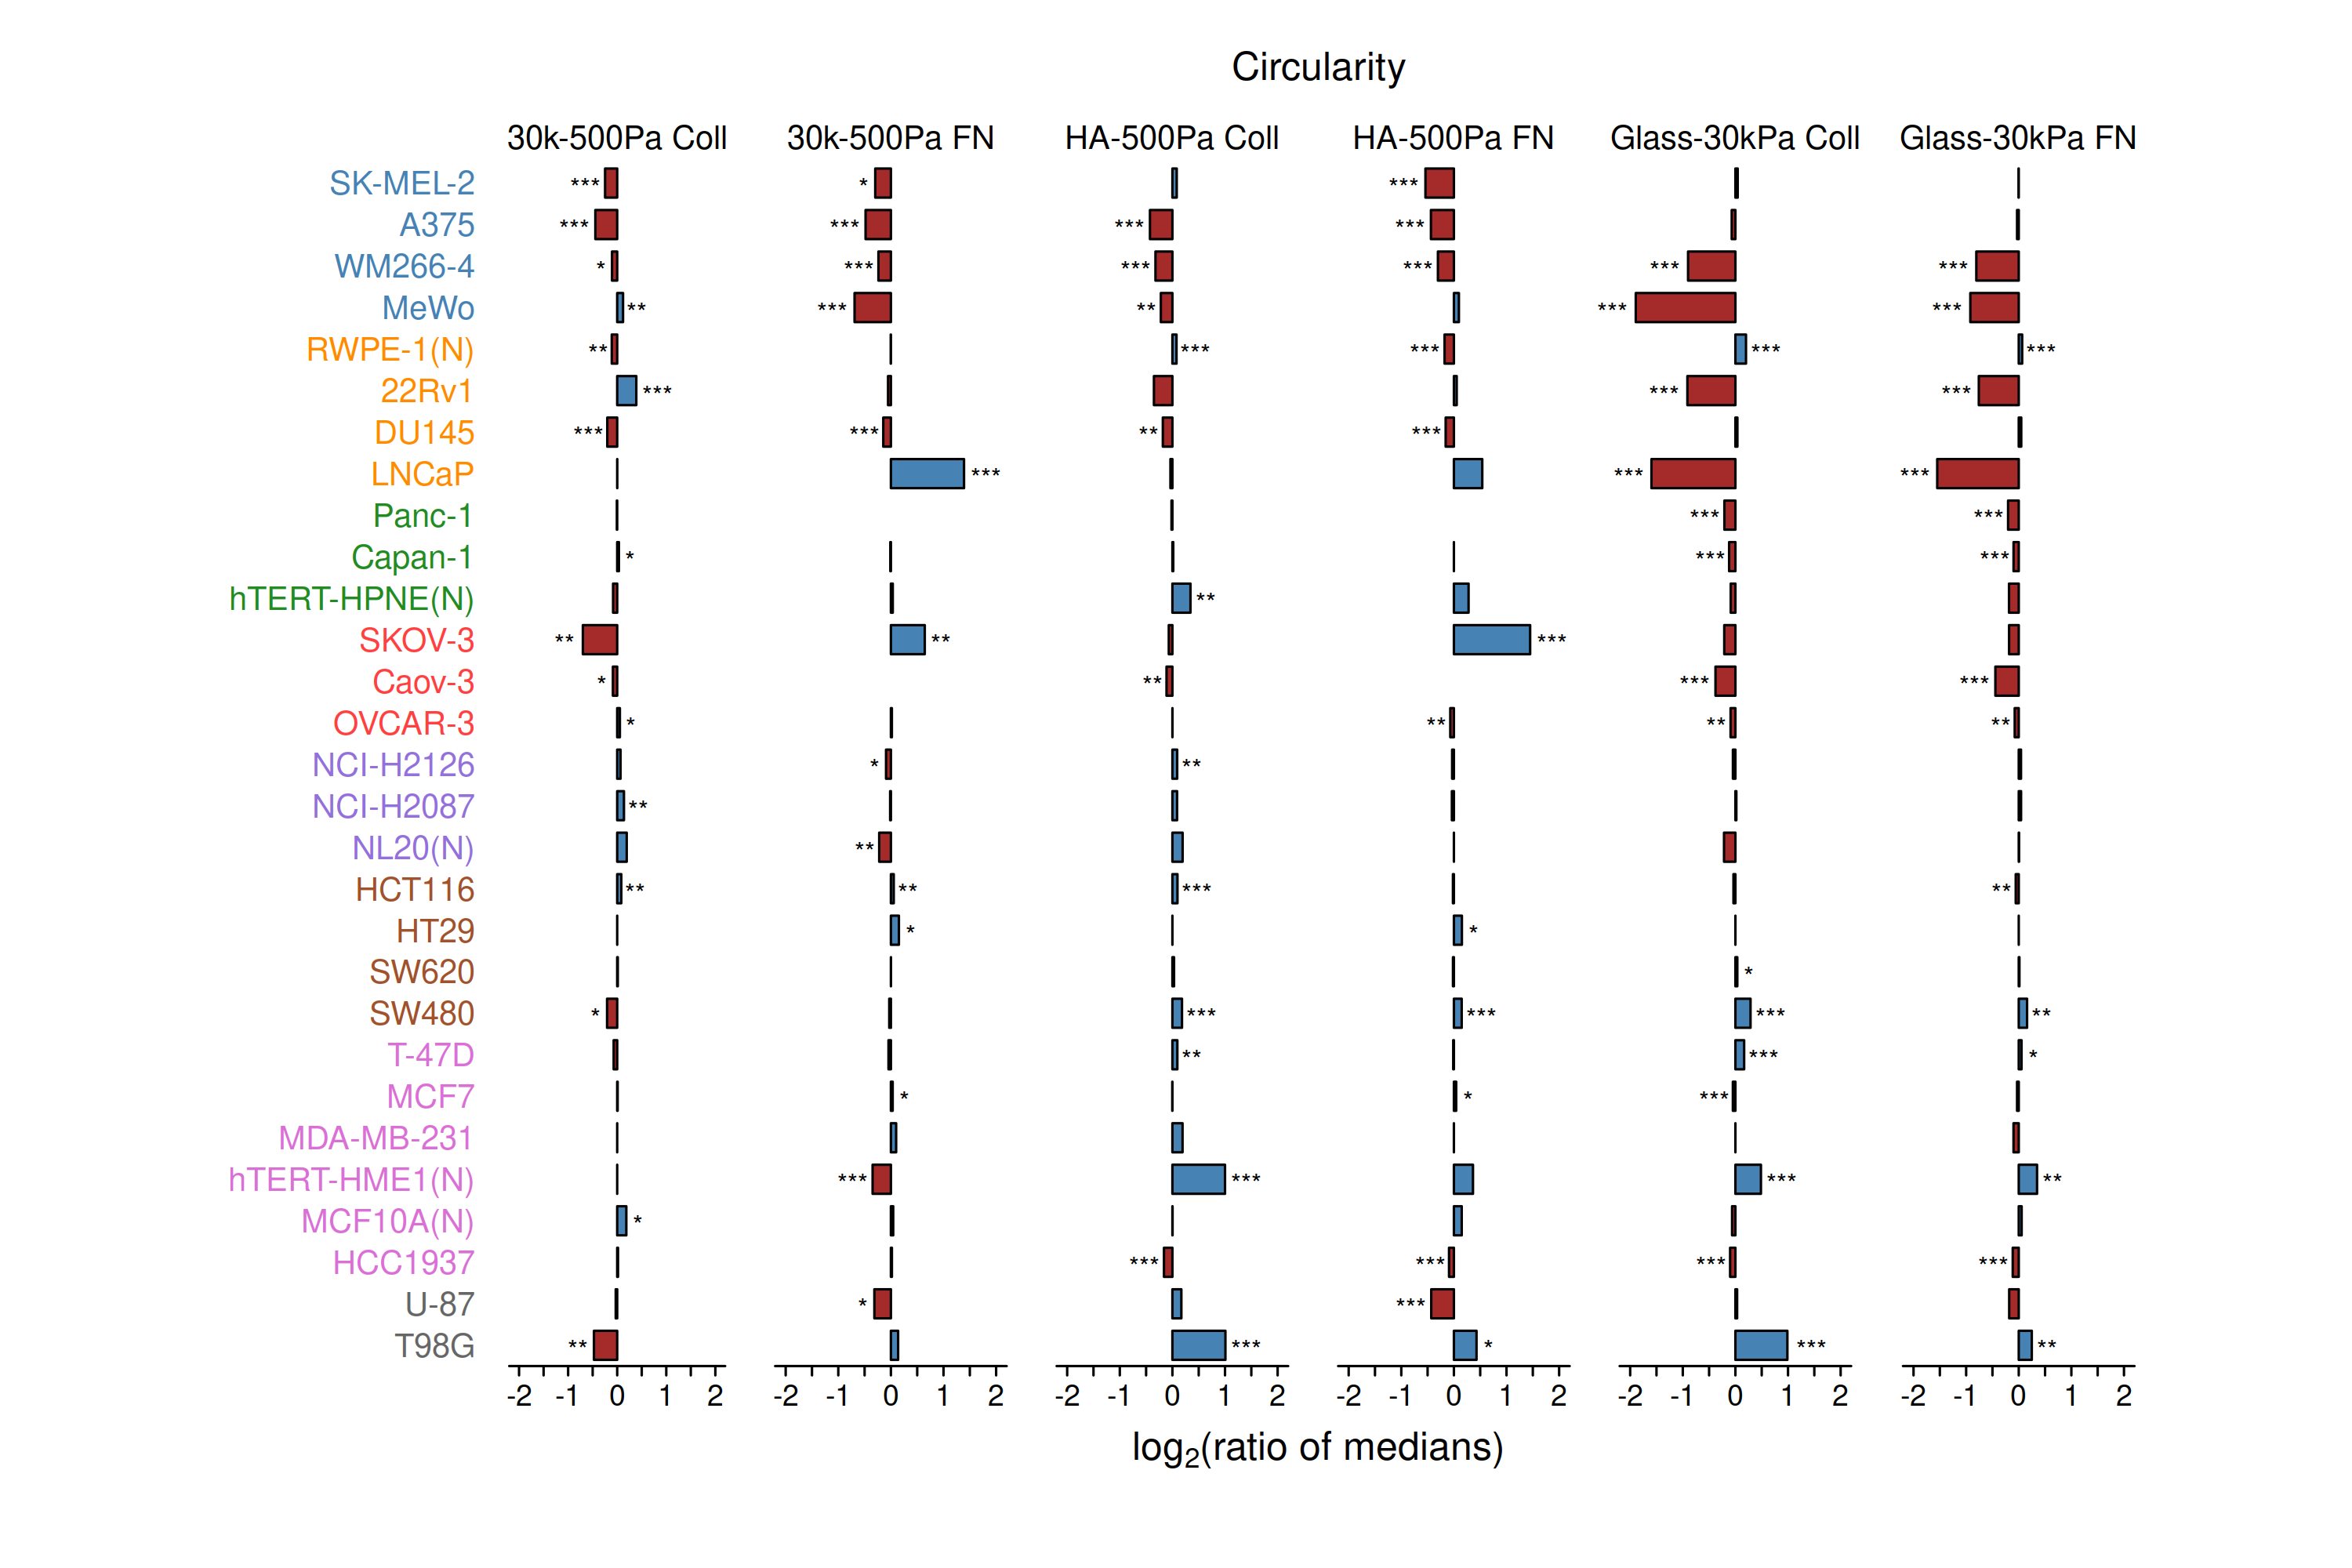 Circularity
30k-500Pa Coll 30k-500Pa FN HA-500Pa Coll HA-500Pa FN Glass-30kPa Coll Glass-30kPa FN
SK-MEL-2 *** * ***
A375 *** *** *** ***
WM266-4 * *** *** *** *** ***
MeWo ** *** ** *** ***
RWPE-1(N) ** *** *** *** ***
22Rv1 *** *** ***
DU145 *** *** ** ***
LNCaP *** *** ***
Panc-1 *** ***
Capan-1 * *** ***
hTERT-HPNE(N) **
SKOV-3 ** ** ***
Caov-3 * ** *** ***
OVCAR-3 * ** ** **
NCI-H2126 * **
NCI-H2087 **
NL20(N) **
HCT116 ** ** *** **
HT29 * *
SW620 *
SW480 * *** *** *** **
T-47D ** *** *
MCF7 * * ***
MDA-MB-231
hTERT-HME1(N) *** *** *** **
MCF10A(N) *
HCC1937 *** *** *** ***
U-87 * ***
T98G ** *** * *** **
-2 -1 0 1 2 -2 -1 0 1 2 -2 -1 0 1 2 -2 -1 0 1 2 -2 -1 0 1 2 -2 -1 0 1 2
log₂(ratio of medians)